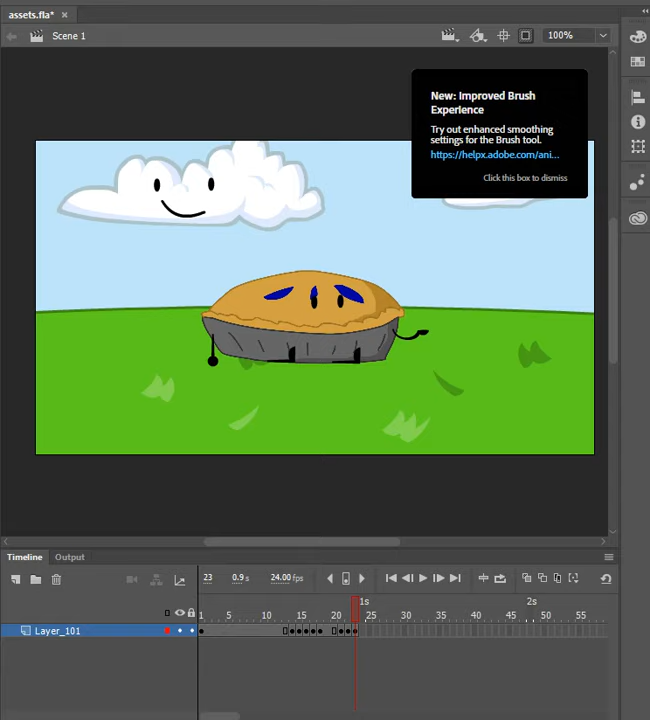 assets.fla*
Scene 1
100%
New: Improved Brush
Experience
Try out enhanced smoothing
settings for the Brush tool.
https://helpx.adobe.com/ani...
Click this box to dismiss
Timeline
Output
23
0.9 s
24.00 fps
1s
2s
1
5
10
15
20
25
30
35
40
45
50
55
Layer_101